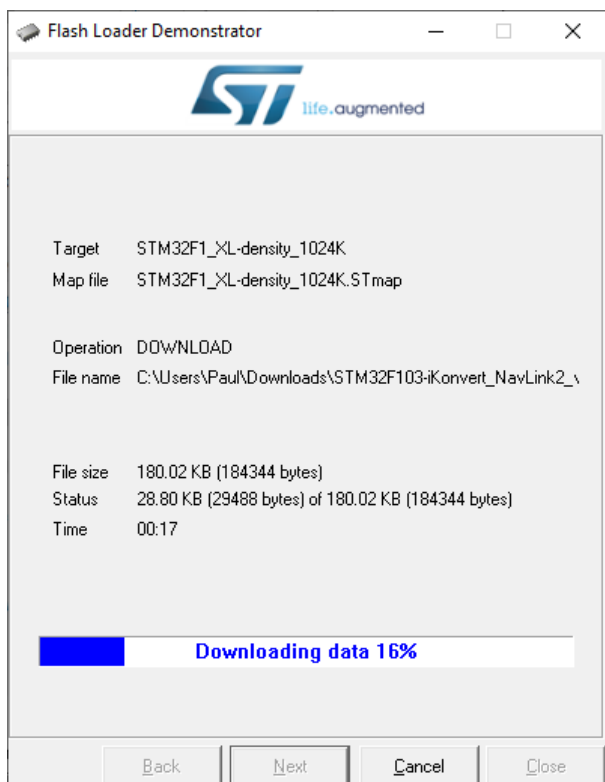 Flash Loader Demonstrator
ST life.augmented
Target STM32F1_XL-density_1024K
Map file STM32F1_XL-density_1024K.STmap
Operation DOWNLOAD
File name C:\Users\Paul\Downloads\STM32F103-iKonvert_NavLink2_
File size 180.02 KB (184344 bytes)
Status 28.80 KB (29488 bytes) of 180.02 KB (184344 bytes)
Time 00:17
Downloading data 16%
Back Next Cancel Close